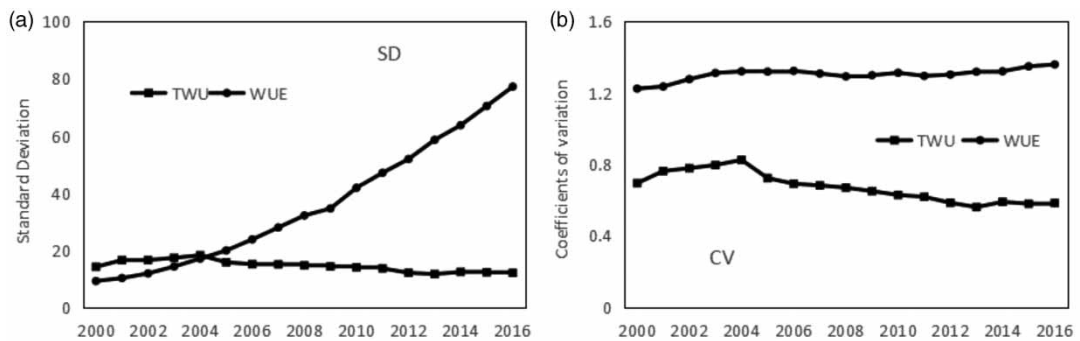 (a)
100
80
60
40
20
0
Standard Deviation
SD
TWU WUE
2000 2002 2004 2006 2008 2010 2012 2014 2016
(b)
1.6
1.2
0.8
0.4
0
Coefficients of variation
TWU WUE
CV
2000 2002 2004 2006 2008 2010 2012 2014 2016